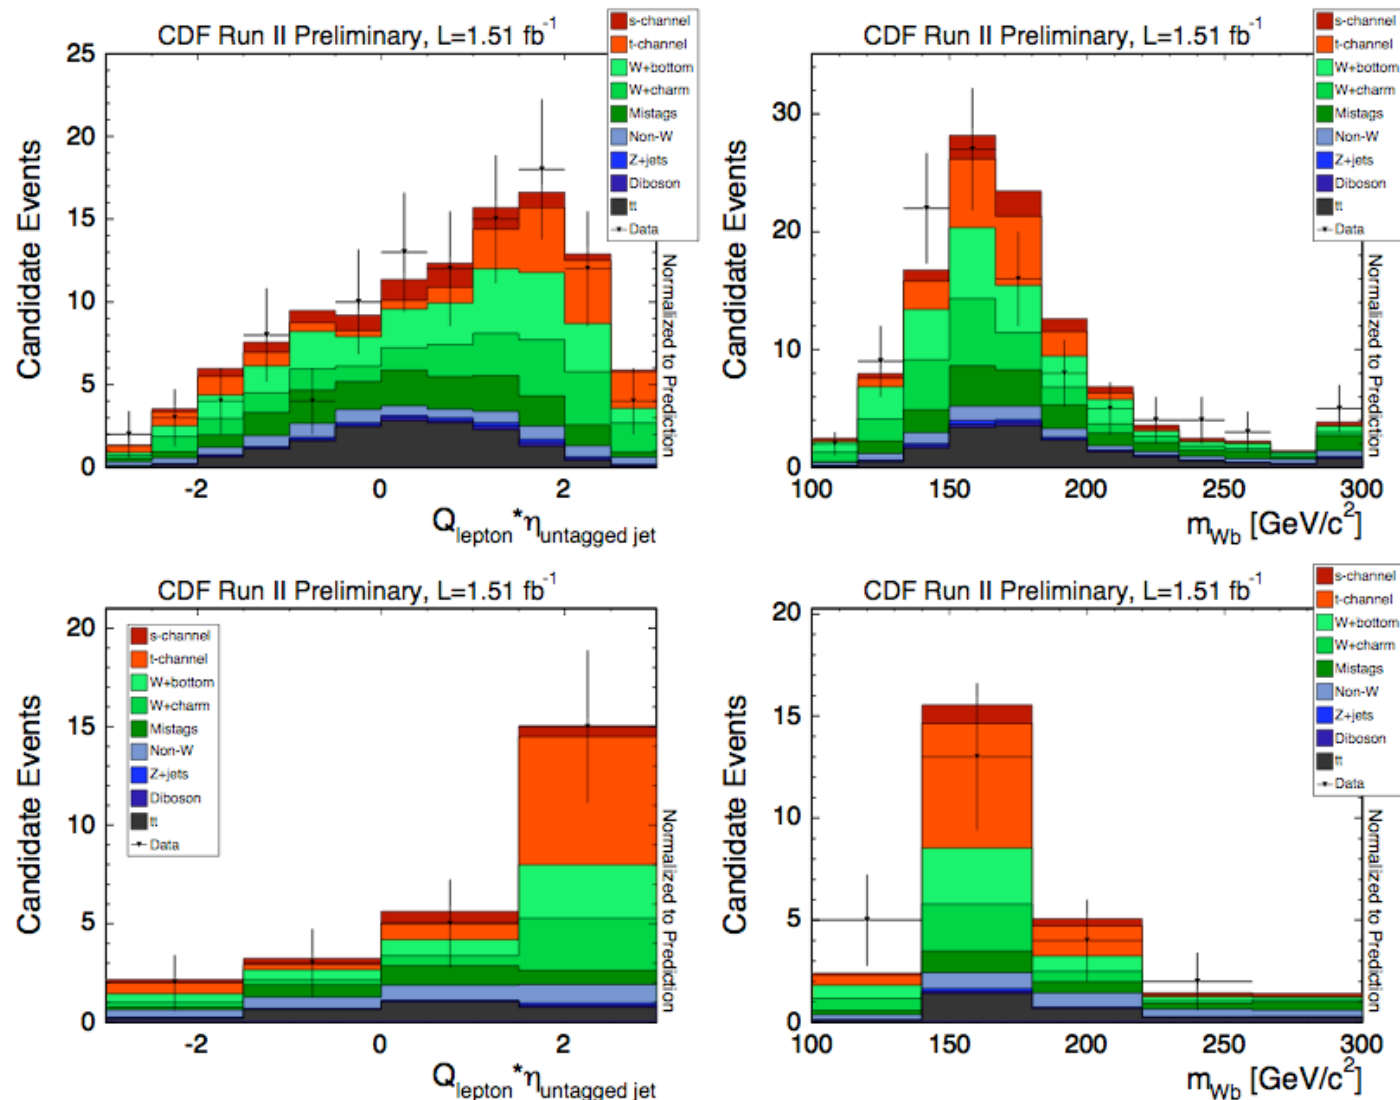 CDF Run II Preliminary, L=1.51 fb⁻¹
25
20
15
10
5
0
Candidate Events
-2
0
2
Q_lepton*η_untagged jet
s-channel
t-channel
W+bottom
W+charm
Mistags
Non-W
Z+jets
Diboson
tt
Data
Normalized to Prediction
CDF Run II Preliminary, L=1.51 fb⁻¹
30
20
10
0
Candidate Events
100
150
200
250
300
m_Wb [GeV/c²]
s-channel
t-channel
W+bottom
W+charm
Mistags
Non-W
Z+jets
Diboson
tt
Data
Normalized to Prediction
CDF Run II Preliminary, L=1.51 fb⁻¹
20
15
10
5
0
Candidate Events
s-channel
t-channel
W+bottom
W+charm
Mistags
Non-W
Z+jets
Diboson
tt
Data
-2
0
2
Q_lepton*η_untagged jet
Normalized to Prediction
CDF Run II Preliminary, L=1.51 fb⁻¹
20
15
10
5
0
Candidate Events
100
150
200
250
300
m_Wb [GeV/c²]
s-channel
t-channel
W+bottom
W+charm
Mistags
Non-W
Z+jets
Diboson
tt
Data
Normalized to Prediction